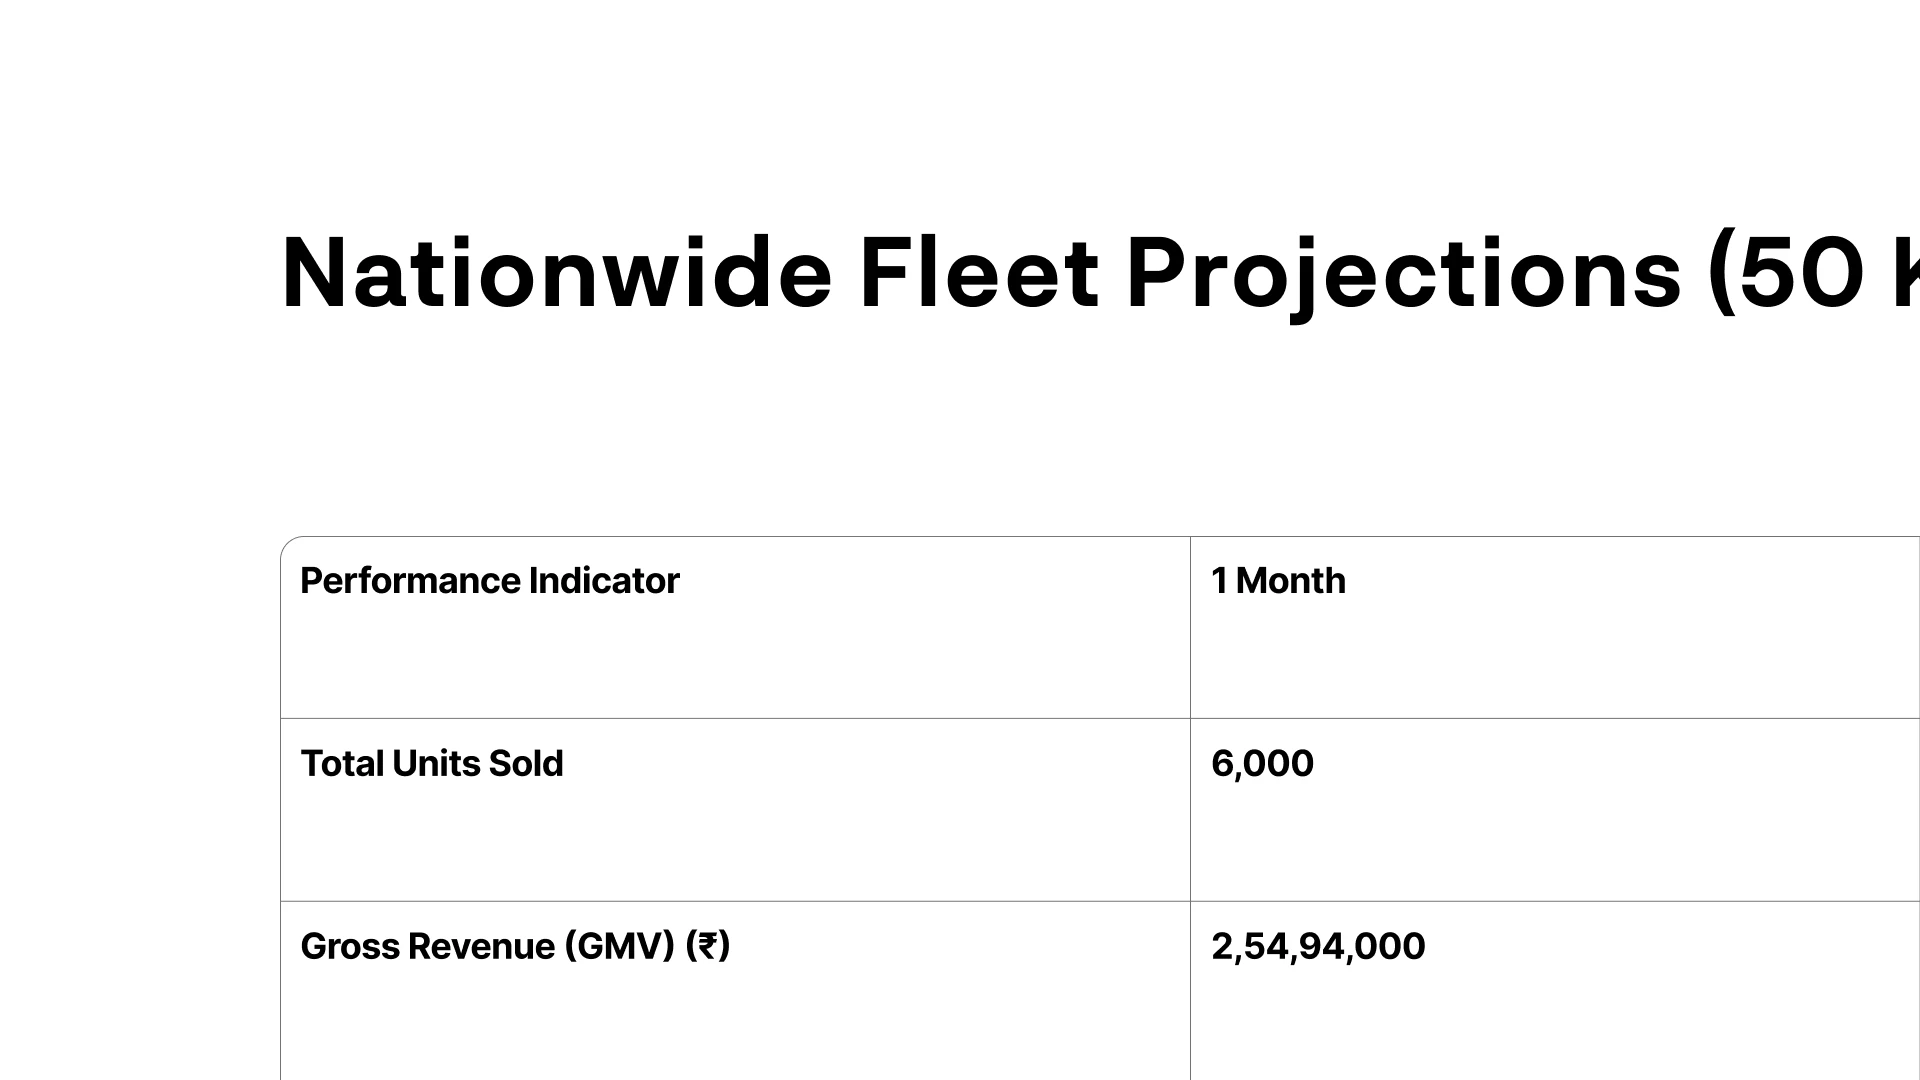 Nationwide Fleet Projections (50
Performance Indicator
1 Month
Total Units Sold
6,000
Gross Revenue (GMV) (₹)
2,54,94,000